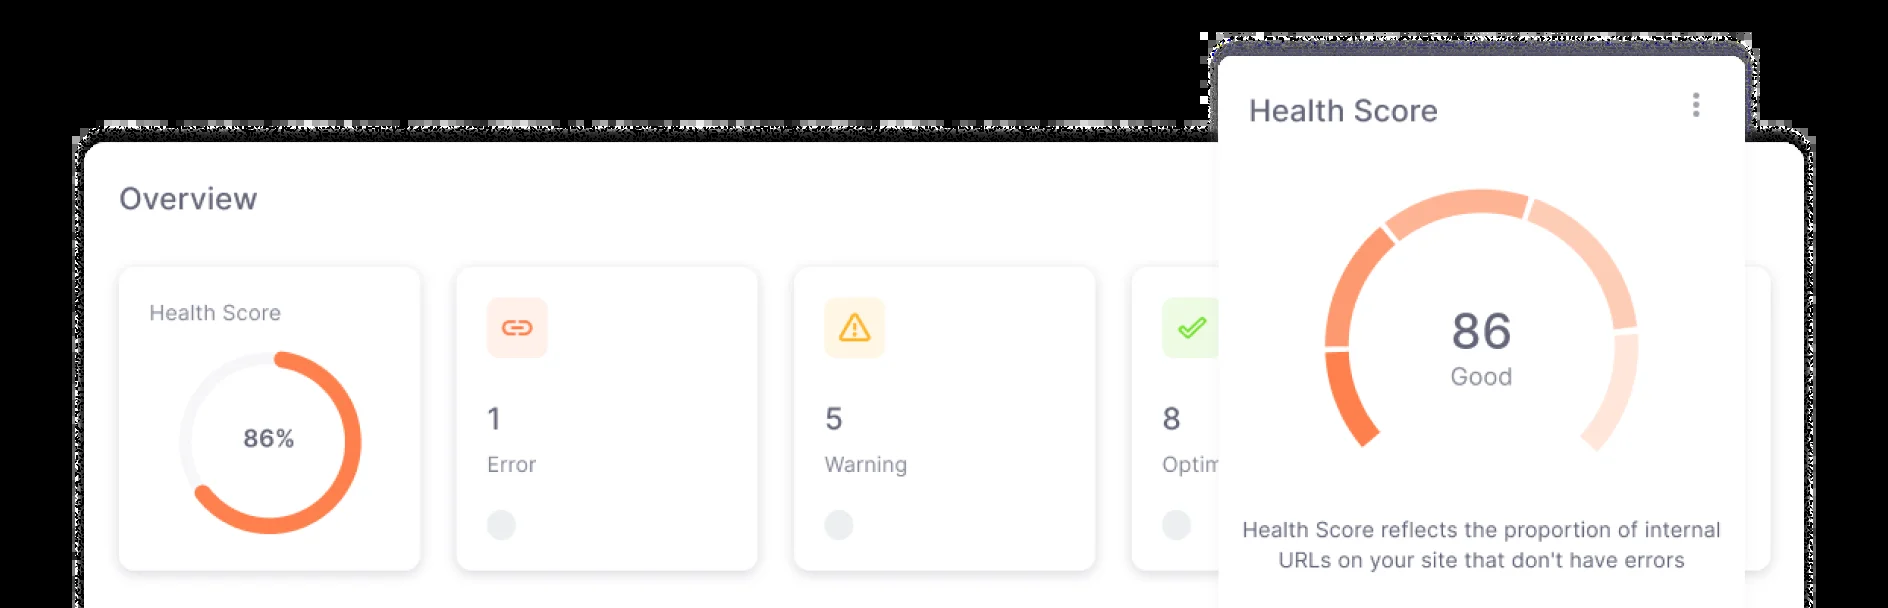 Overview
Health Score
86%
1
Error
5
Warning
8
Optim
Health Score
86
Good
Health Score reflects the proportion of internal
URLs on your site that don't have errors